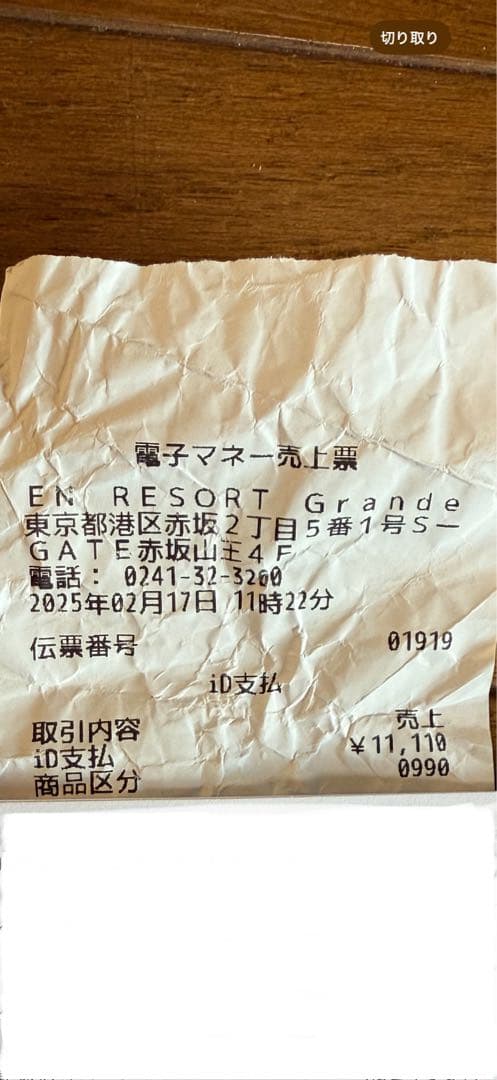 切り取り
電子マネー売上票
EN RESORT Grande
東京都港区赤坂2丁目5番1号S-
GATE赤坂山王4F
電話: 0241-32-3200
2025年02月17日 11時22分
伝票番号 01919
iD支払
取引内容 売上
iD支払 ¥11,110
商品区分 0990